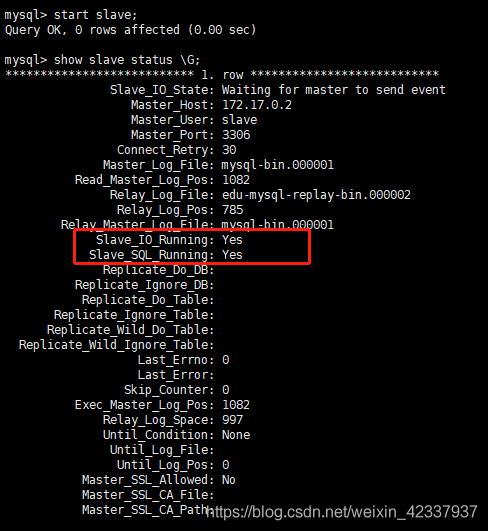 mysql> start slave;
Query OK, 0 rows affected (0.00 sec)
mysql> show slave status \G;
*************************** 1. row ***************************
Slave_IO_State: Waiting for master to send event
Master_Host: 172.17.0.2
Master_User: slave
Master_Port: 3306
Connect_Retry: 30
Master_Log_File: mysql-bin.000001
Read_Master_Log_Pos: 1082
Relay_Log_File: edu-mysql-replay-bin.000002
Relay_Log_Pos: 785
Relay_Master_Log_File: mysql-bin.000001
Slave_IO_Running: Yes
Slave_SQL_Running: Yes
Replicate_Do_DB:
Replicate_Ignore_DB:
Replicate_Do_Table:
Replicate_Ignore_Table:
Replicate_Wild_Do_Table:
Replicate_Wild_Ignore_Table:
Last_Errno: 0
Last_Error:
Skip_Counter: 0
Exec_Master_Log_Pos: 1082
Relay_Log_Space: 997
Until_Condition: None
Until_Log_File:
Until_Log_Pos: 0
Master_SSL_Allowed: No
Master_SSL_CA_File:
Master_SSL_CA_Path:
https://blog.csdn.net/weixin_42337937